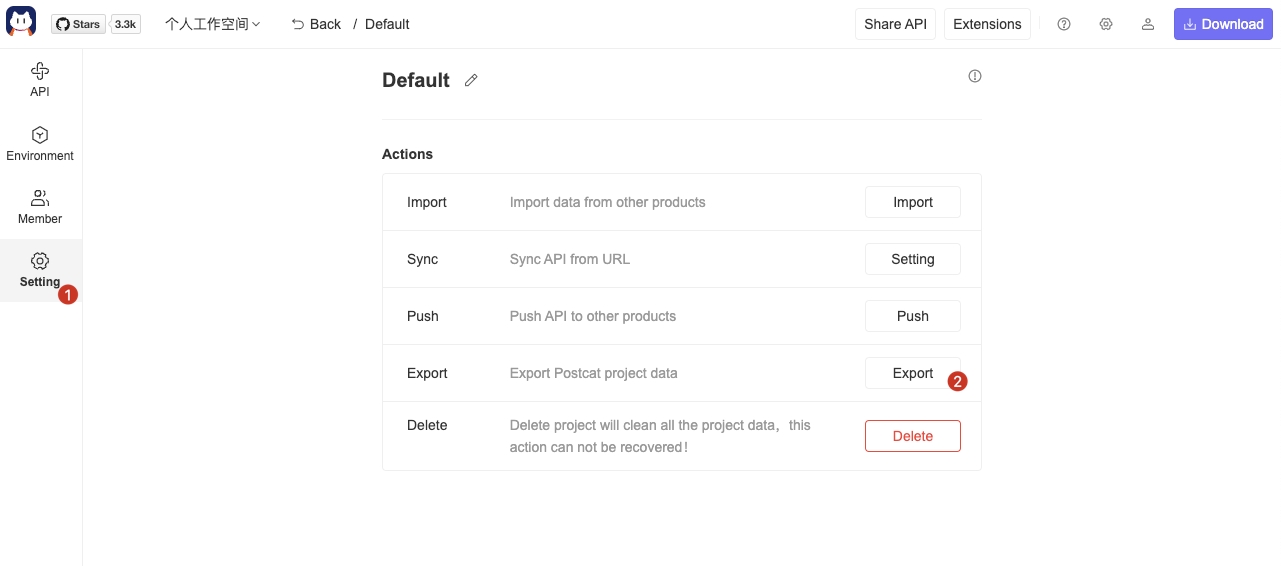 Stars 3.3k 个人工作空间 Back / Default Share API Extensions Download
API
Environment
Member
Setting
1
Default
Actions
Import Import data from other products Import
Sync Sync API from URL Setting
Push Push API to other products Push
Export Export Postcat project data Export 2
Delete Delete project will clean all the project data，this
action can not be recovered！
Delete